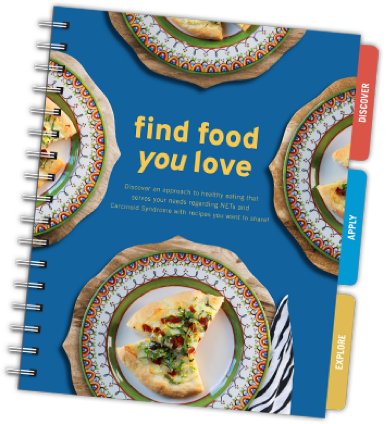 find food
you love
Discover an approach to healthy eating that
serves your needs regarding NETs and
Carcinoid Syndrome with recipes you want to share!
DISCOVER
APPLY
EXPLORE